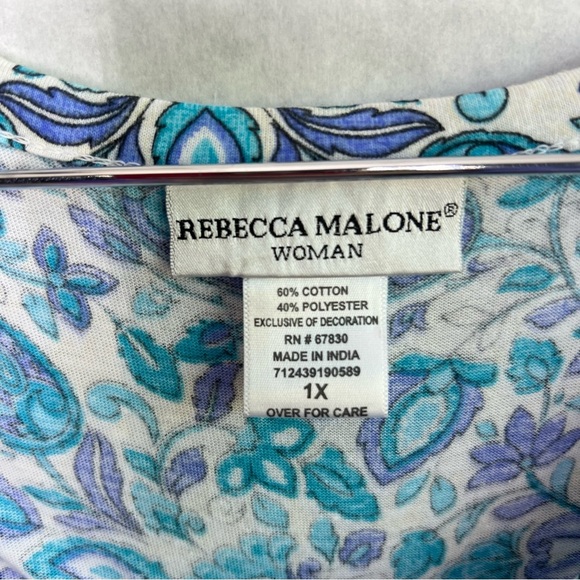 REBECCA MALONE®
WOMAN
60% COTTON
40% POLYESTER
EXCLUSIVE OF DECORATION
RN # 67830
MADE IN INDIA
712439190589
1X
OVER FOR CARE